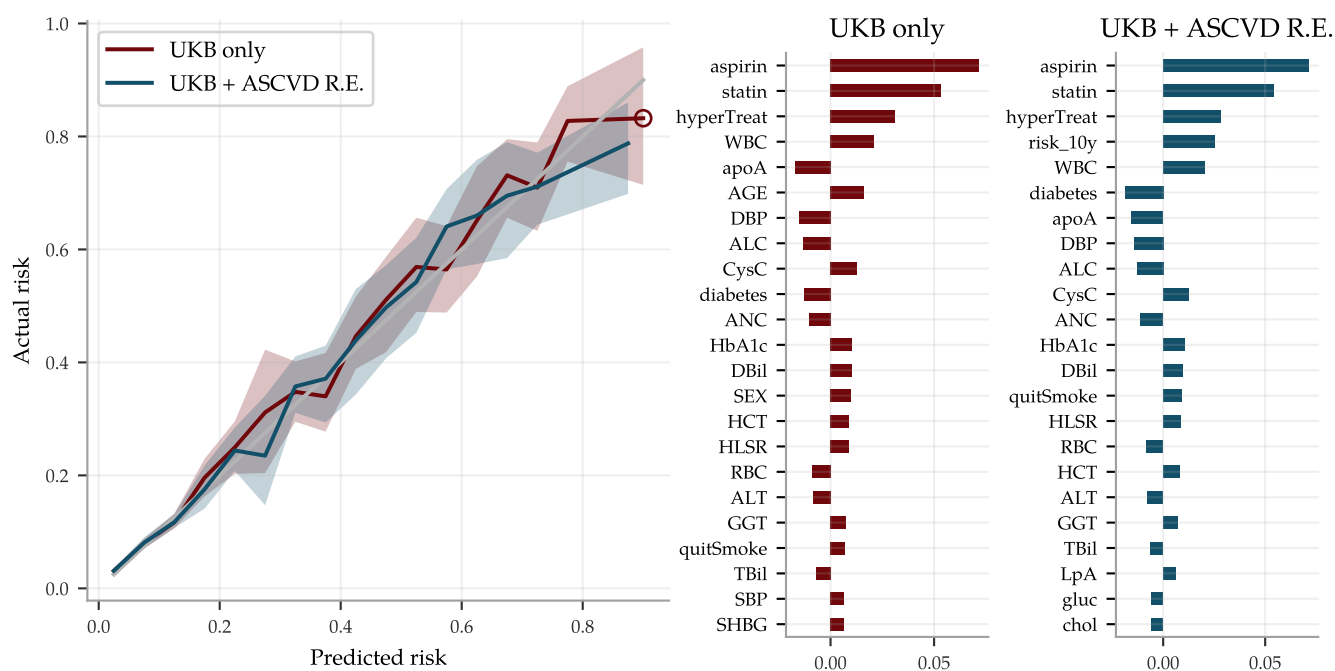 UKB only
UKB + ASCVD R.E.
1.0
0.8
0.6
0.4
0.2
0.0
Actual risk
0.0 0.2 0.4 0.6 0.8
Predicted risk
UKB only
aspirin
statin
hyperTreat
WBC
apoA
AGE
DBP
ALC
CysC
diabetes
ANC
HbA1c
DBil
SEX
HCT
HLSR
RBC
ALT
GGT
quitSmoke
TBil
SBP
SHBG
0.00 0.05
UKB + ASCVD R.E.
aspirin
statin
hyperTreat
risk_10y
WBC
diabetes
apoA
DBP
ALC
CysC
ANC
HbA1c
DBil
quitSmoke
HLSR
RBC
HCT
ALT
GGT
TBil
LpA
gluc
chol
0.00 0.05